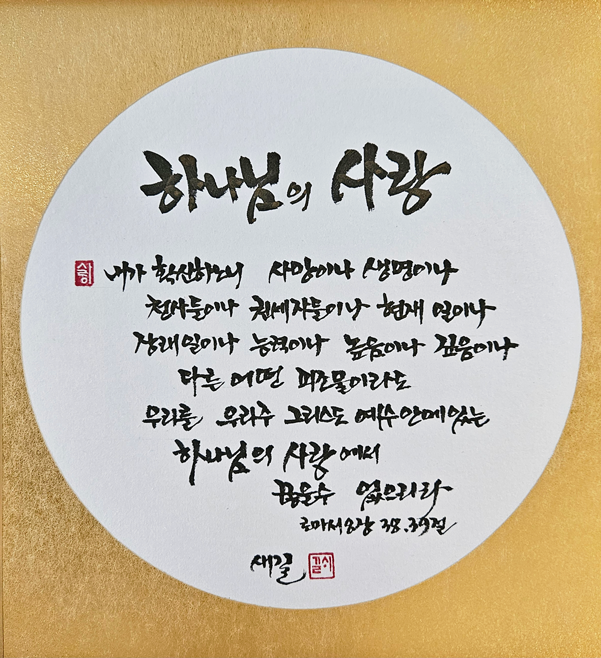 하나님의 사랑
사랑 내가 확신하노니 사망이나 생명이나
천사들이나 권세자들이나 현재 일이나
장래일이나 능력이나 높음이나 깊음이나
다른 어떤 피조물이라도
우리를 우리주 그리스도 예수안에있는
하나님의 사랑에서
끊을수 없으리라
로마서8장 38.39절
새길